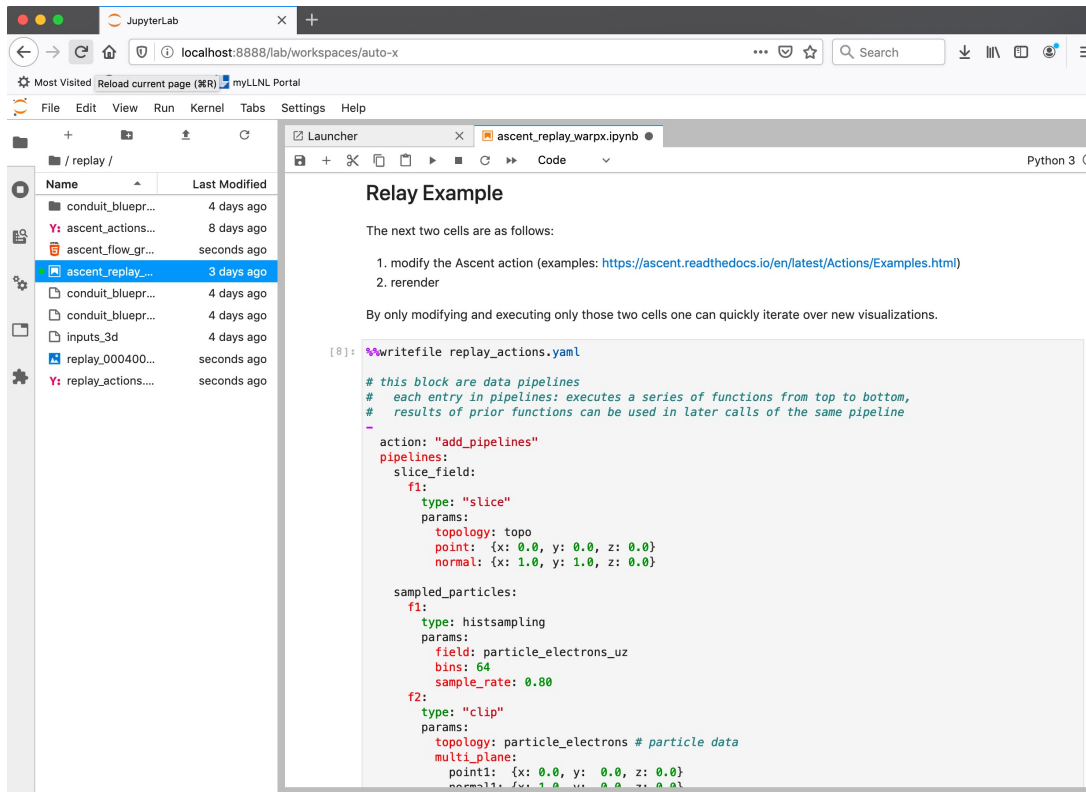 JupyterLab
localhost:8888/lab/workspaces/auto-x
Search
Most Visited
Reload current page (⌘R)
myLLNL Portal
File Edit View Run Kernel Tabs Settings Help
/ replay /
Name Last Modified
conduit_bluepr... 4 days ago
Y: ascent_actions... 8 days ago
ascent_flow_gr... seconds ago
ascent_replay_... 3 days ago
conduit_bluepr... 4 days ago
conduit_bluepr... 4 days ago
inputs_3d 4 days ago
replay_000400... seconds ago
Y: replay_actions.... seconds ago
Launcher
ascent_replay_warpx.ipynb
Code
Python 3
Relay Example
The next two cells are as follows:
1. modify the Ascent action (examples: https://ascent.readthedocs.io/en/latest/Actions/Examples.html)
2. rerender
By only modifying and executing only those two cells one can quickly iterate over new visualizations.
[8]: %%writefile replay_actions.yaml
# this block are data pipelines
#   each entry in pipelines: executes a series of functions from top to bottom,
#   results of prior functions can be used in later calls of the same pipeline
-
  action: "add_pipelines"
  pipelines:
    slice_field:
      f1:
        type: "slice"
        params:
          topology: topo
          point:  {x: 0.0, y: 0.0, z: 0.0}
          normal: {x: 1.0, y: 1.0, z: 0.0}
    sampled_particles:
      f1:
        type: histsampling
        params:
          field: particle_electrons_uz
          bins: 64
          sample_rate: 0.80
      f2:
        type: "clip"
        params:
          topology: particle_electrons # particle data
          multi_plane:
            point1:  {x: 0.0, y:  0.0, z: 0.0}
            normal1: {x: 1.0, y:  0.0, z: 0.0}